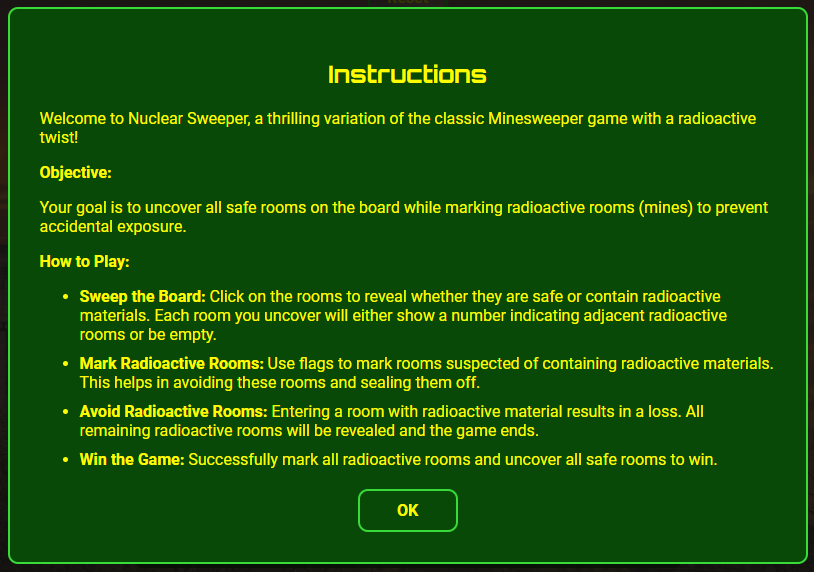 Instructions
Welcome to Nuclear Sweeper, a thrilling variation of the classic Minesweeper game with a radioactive
twist!
Objective:
Your goal is to uncover all safe rooms on the board while marking radioactive rooms (mines) to prevent
accidental exposure.
How to Play:
• Sweep the Board: Click on the rooms to reveal whether they are safe or contain radioactive
materials. Each room you uncover will either show a number indicating adjacent radioactive
rooms or be empty.
• Mark Radioactive Rooms: Use flags to mark rooms suspected of containing radioactive materials.
This helps in avoiding these rooms and sealing them off.
• Avoid Radioactive Rooms: Entering a room with radioactive material results in a loss. All
remaining radioactive rooms will be revealed and the game ends.
• Win the Game: Successfully mark all radioactive rooms and uncover all safe rooms to win.
OK